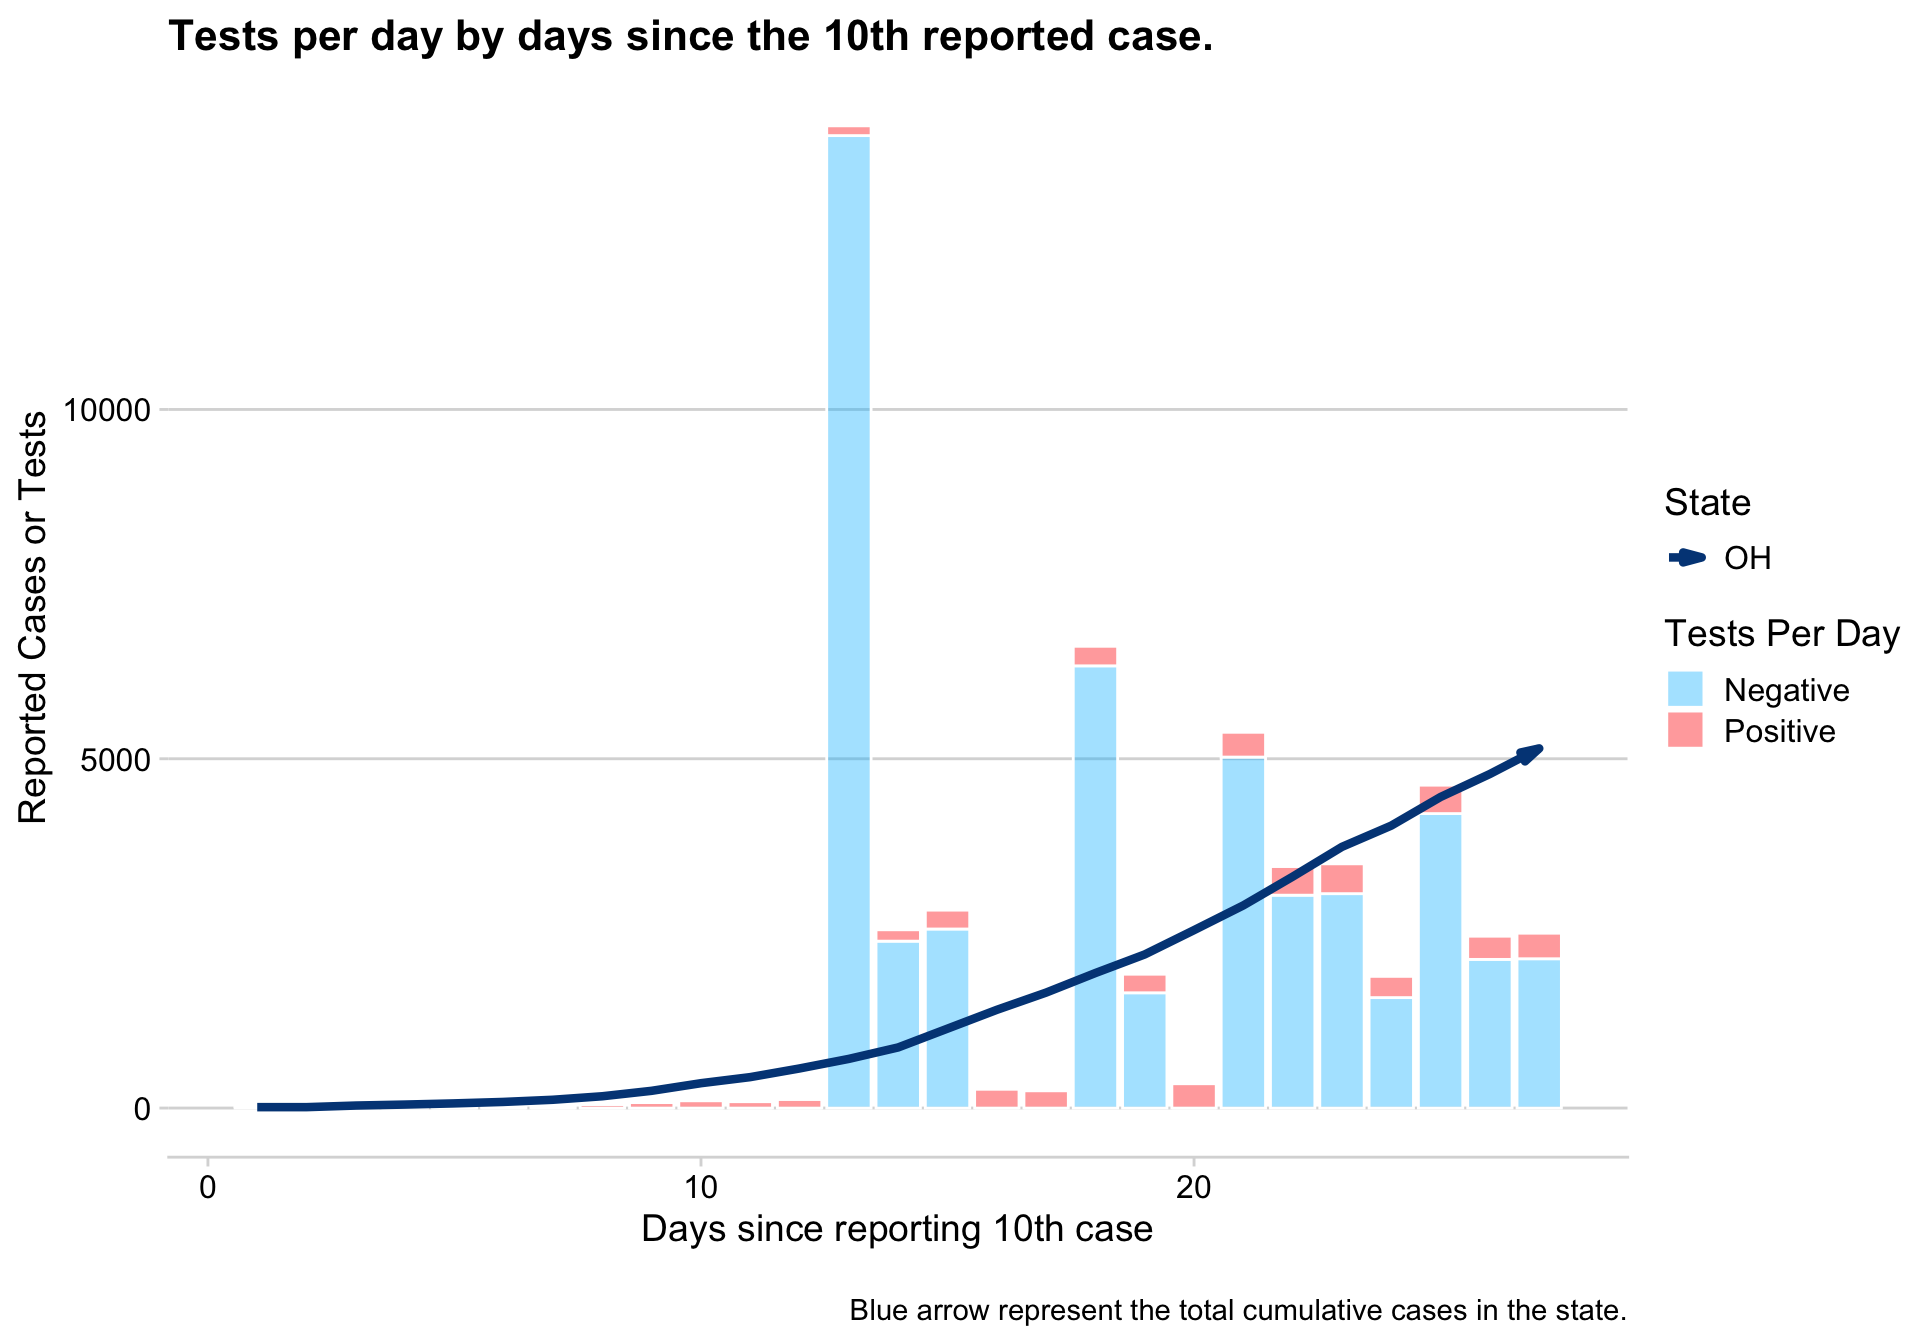 Tests per day by days since the 10th reported case.
Reported Cases or Tests
10000
5000
0
0
10
20
Days since reporting 10th case
State
OH
Tests Per Day
Negative
Positive
Blue arrow represent the total cumulative cases in the state.